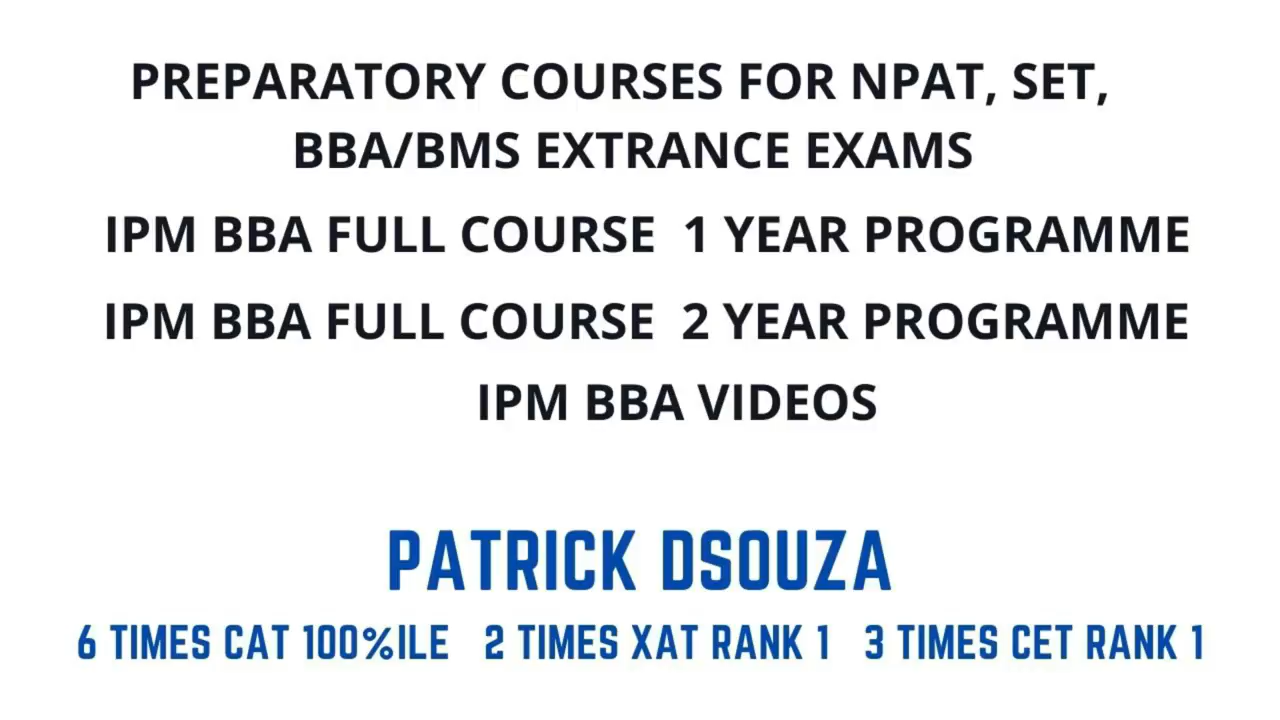 PREPARATORY COURSES FOR NPAT, SET,
BBA/BMS EXTRANCE EXAMS
IPM BBA FULL COURSE 1 YEAR PROGRAMME
IPM BBA FULL COURSE 2 YEAR PROGRAMME
IPM BBA VIDEOS
PATRICK DSOUZA
6 TIMES CAT 100%ILE 2 TIMES XAT RANK 1 3 TIMES CET RANK 1